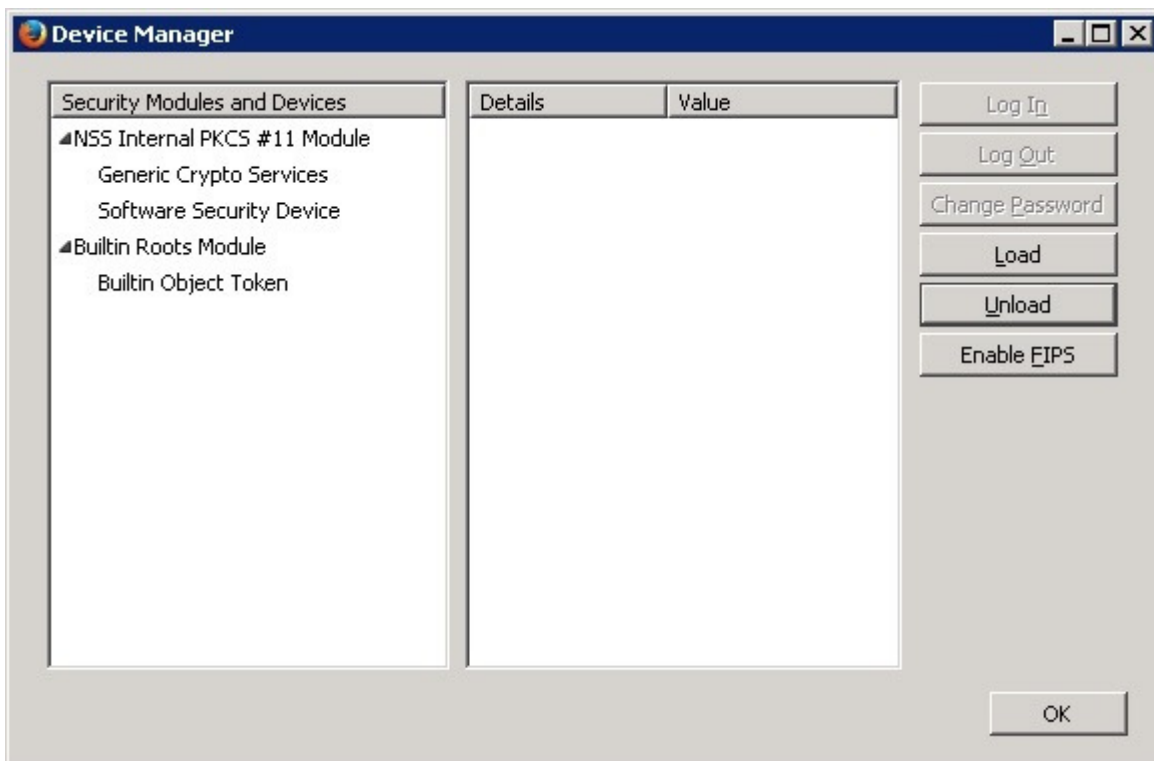 Device Manager
Security Modules and Devices
NSS Internal PKCS #11 Module
Generic Crypto Services
Software Security Device
Builtin Roots Module
Builtin Object Token
Details Value
Log In
Log Out
Change Password
Load
Unload
Enable FIPS
OK